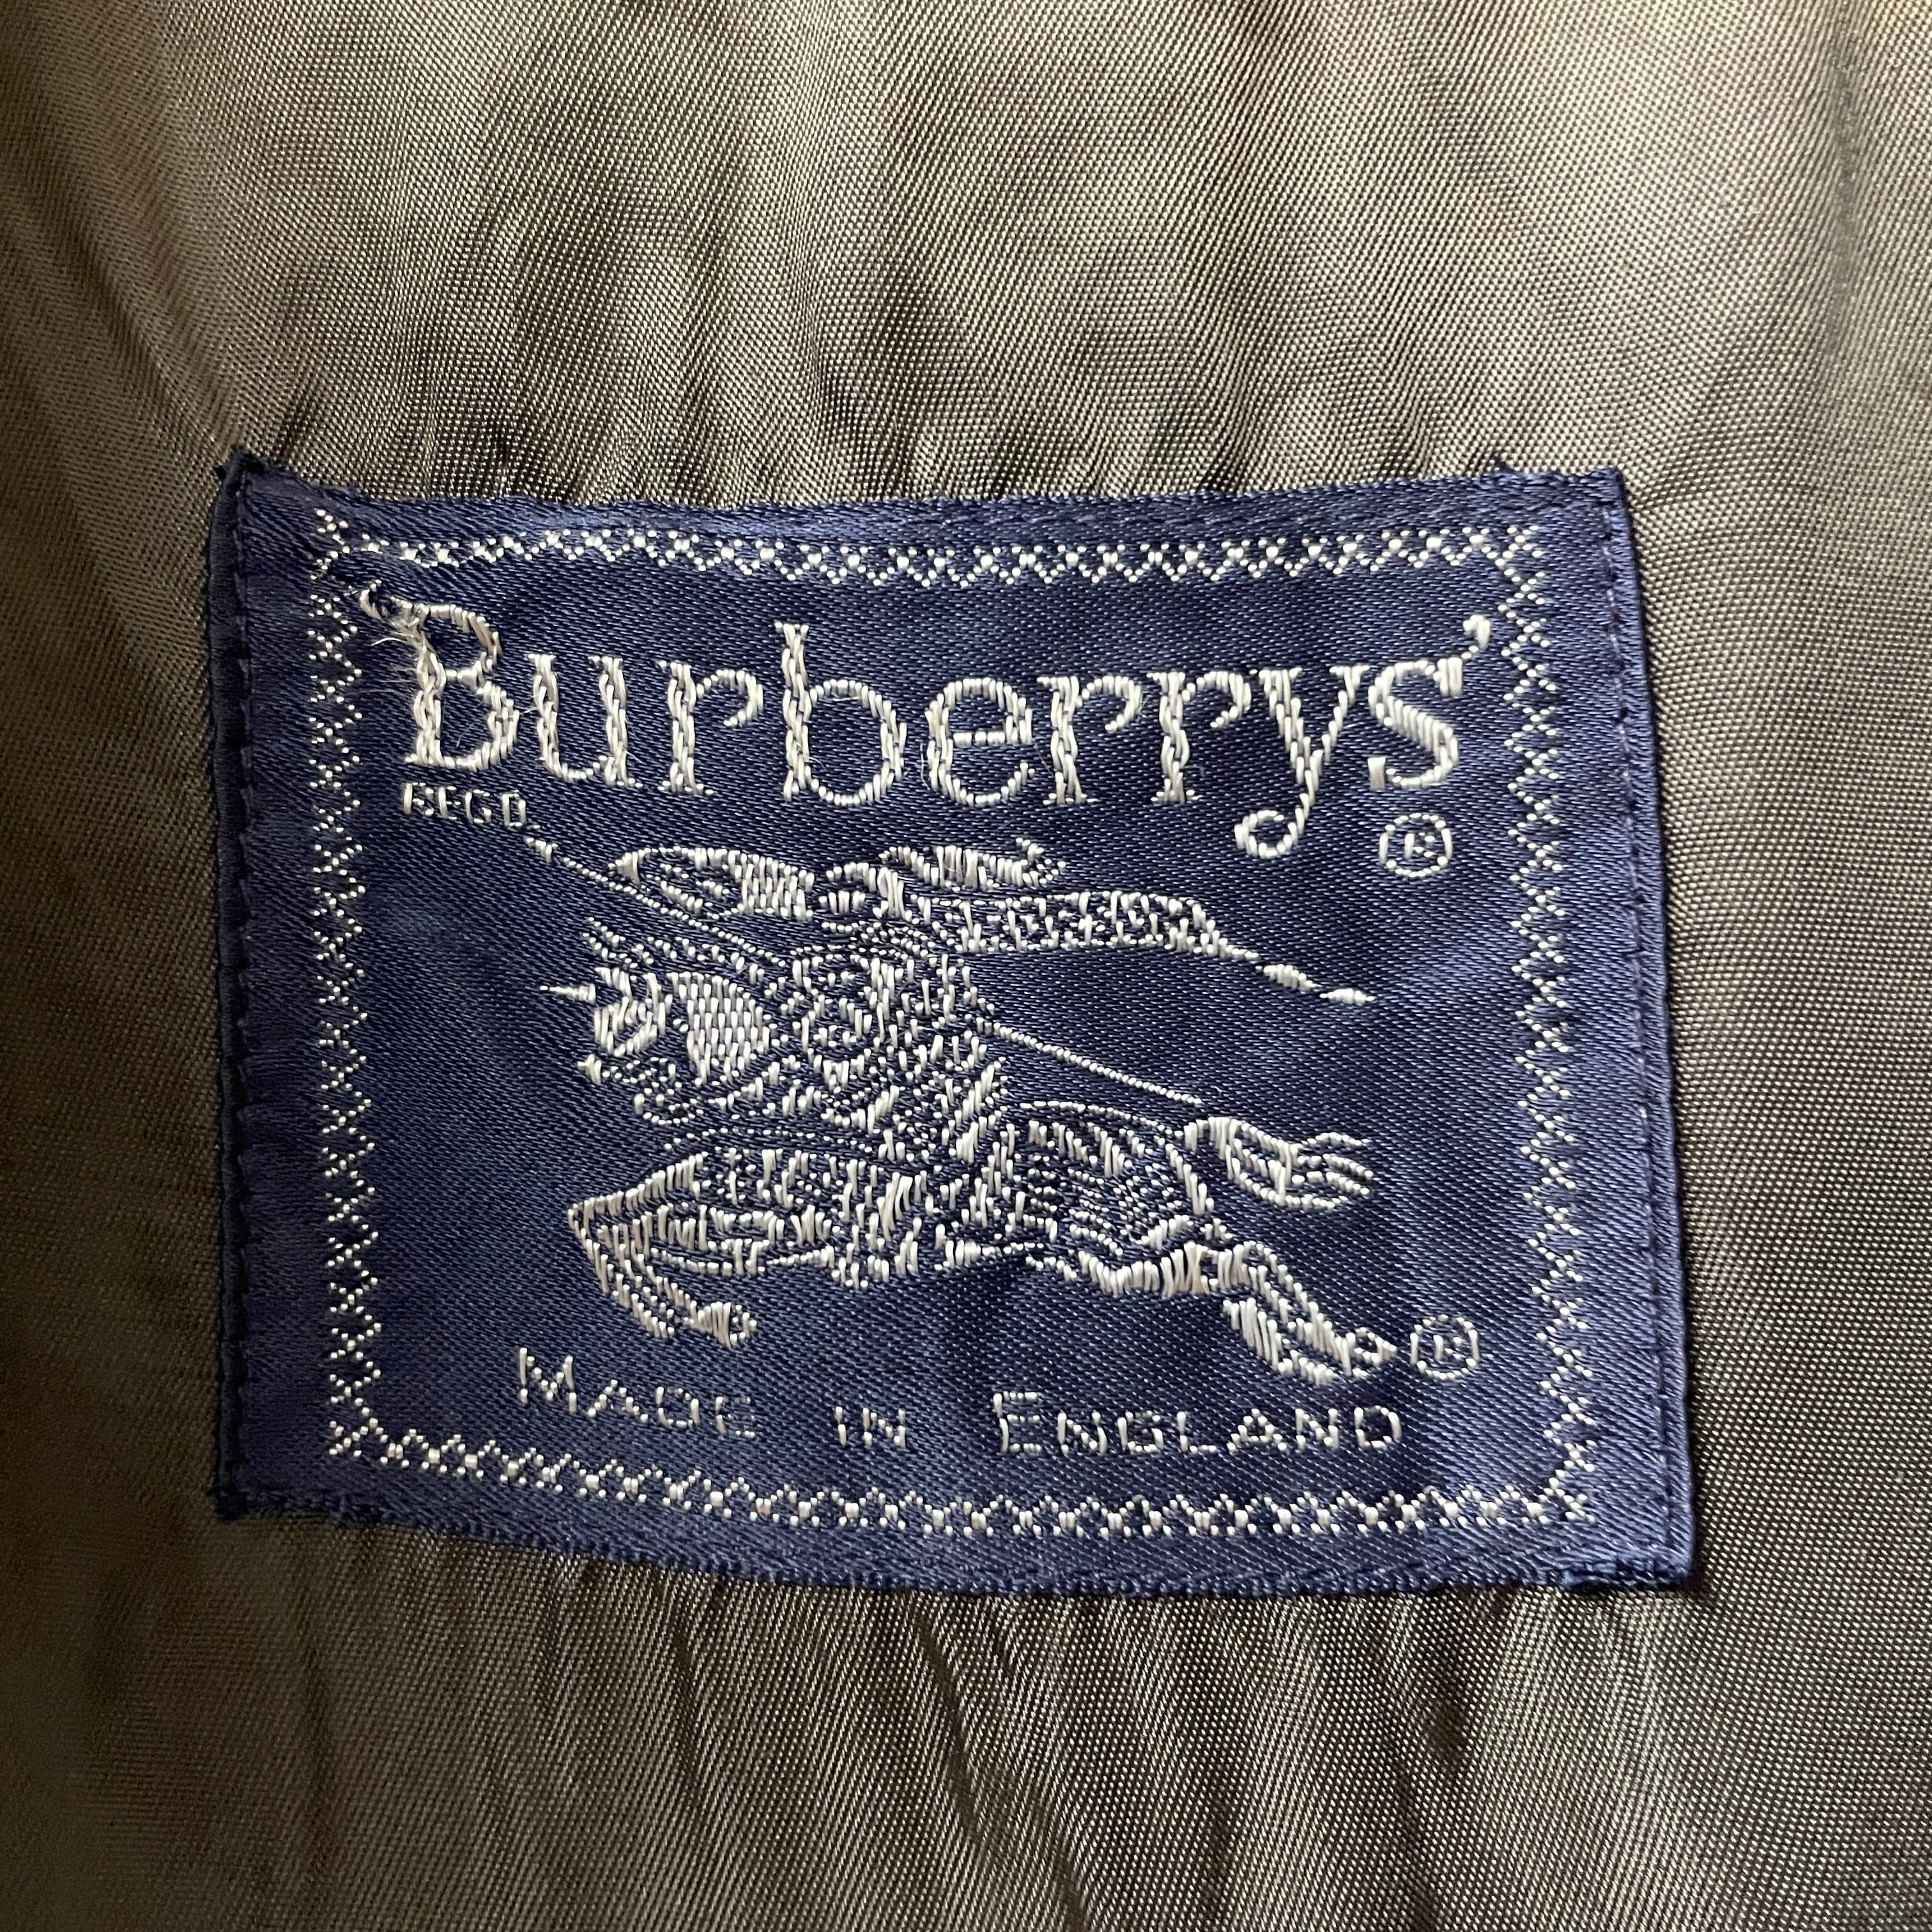 Burberrys'
REGD. ®
MADE IN ENGLAND ®